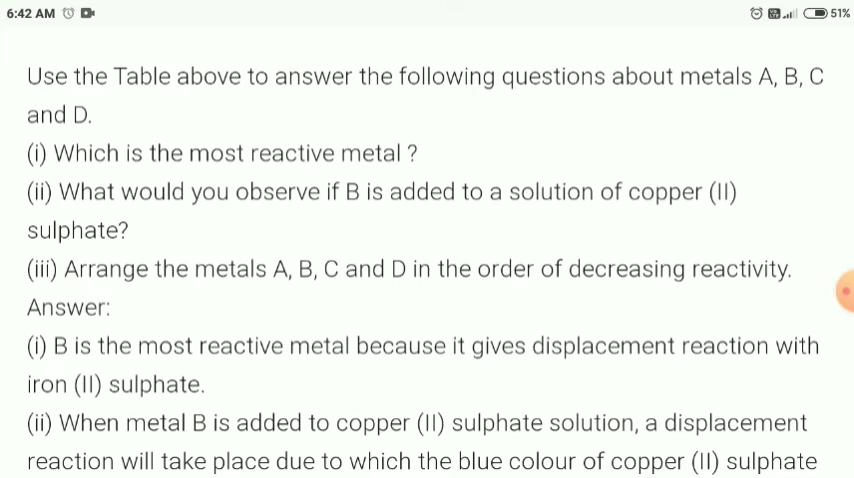 6:42 AM 51%
Use the Table above to answer the following questions about metals A, B, C
and D.
(i) Which is the most reactive metal ?
(ii) What would you observe if B is added to a solution of copper (II)
sulphate?
(iii) Arrange the metals A, B, C and D in the order of decreasing reactivity.
Answer:
(i) B is the most reactive metal because it gives displacement reaction with
iron (II) sulphate.
(ii) When metal B is added to copper (II) sulphate solution, a displacement
reaction will take place due to which the blue colour of copper (II) sulphate